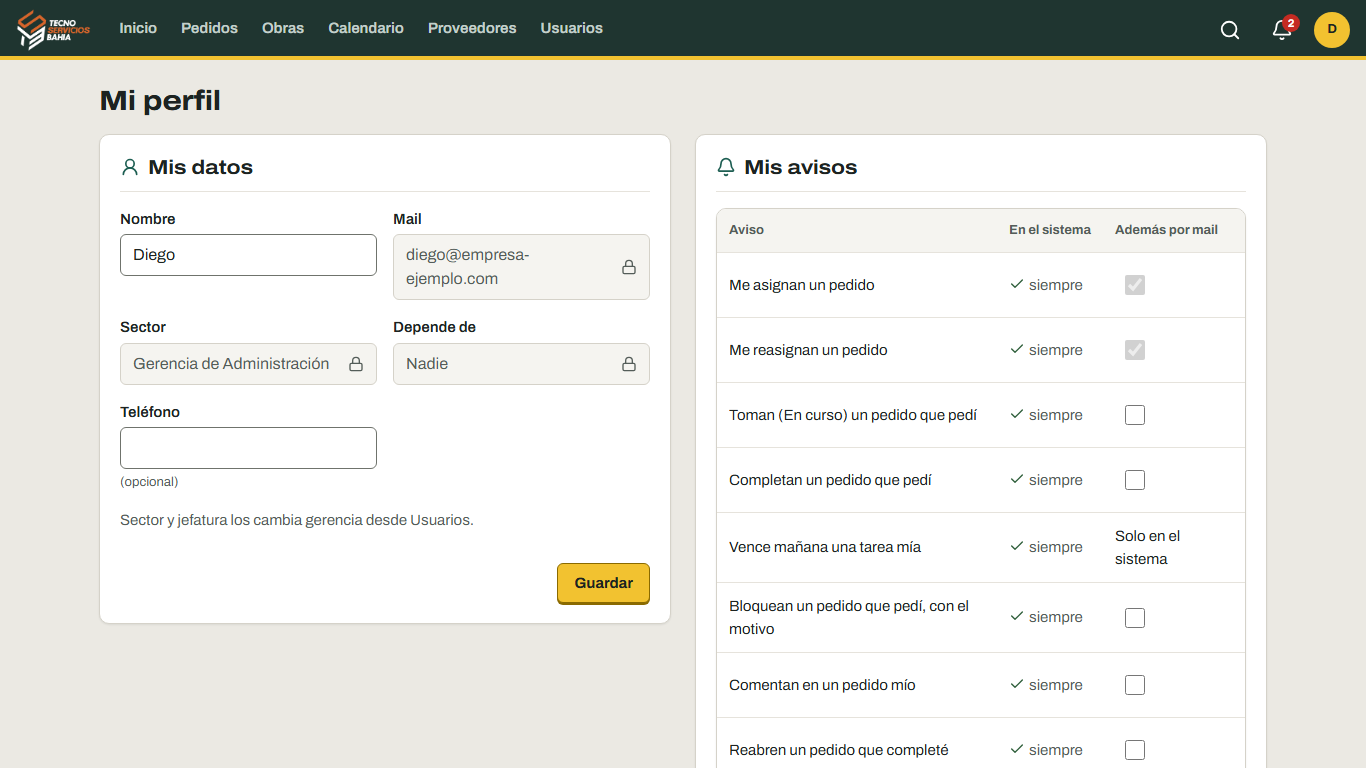 TECNO
SERVICIOS
BAHIA
Inicio
Pedidos
Obras
Calendario
Proveedores
Usuarios
2
D
Mi perfil
Mis datos
Nombre
Diego
Mail
diego@empresa-
ejemplo.com
Sector
Gerencia de Administración
Depende de
Nadie
Teléfono
(opcional)
Sector y jefatura los cambia gerencia desde Usuarios.
Guardar
Mis avisos
Aviso
En el sistema
Además por mail
Me asignan un pedido
siempre
Me reasignan un pedido
siempre
Toman (En curso) un pedido que pedí
siempre
Completan un pedido que pedí
siempre
Vence mañana una tarea mía
siempre
Solo en el
sistema
Bloquean un pedido que pedí, con el
motivo
siempre
Comentan en un pedido mío
siempre
Reabren un pedido que completé
siempre